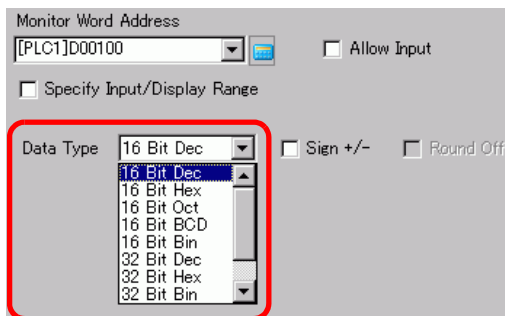 Monitor Word Address
[PLC1]D00100
Allow Input
Specify Input/Display Range
Data Type 16 Bit Dec Sign +/- Round Off
16 Bit Dec
16 Bit Hex
16 Bit Oct
16 Bit BCD
16 Bit Bin
32 Bit Dec
32 Bit Hex
32 Bit Bin